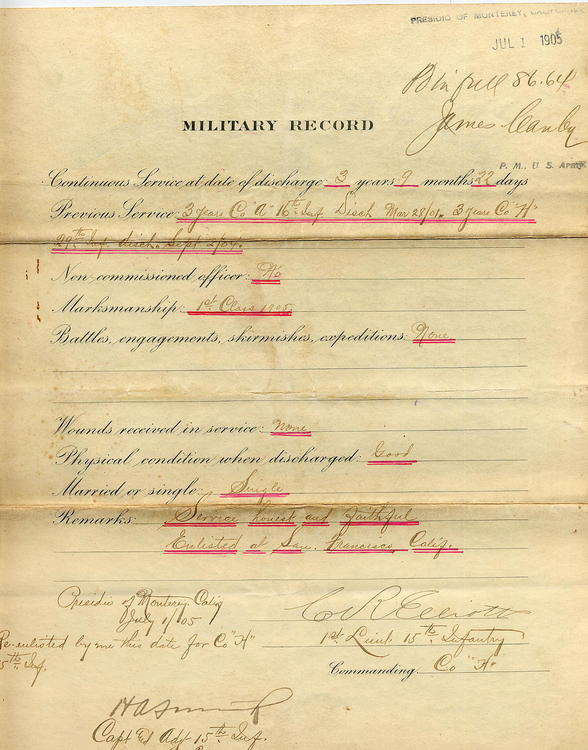 PRESIDIO OF MONTEREY, CALIFORNIA
JUL 1 1905
Pd in full 86.64
James Canby
P. M., U. S. Army
MILITARY RECORD
Continuous Service at date of discharge: 3 years 9 months 22 days
Previous Service: 3 years Co "A" 16th Inf Disch Mar 28/01. 3 years Co "H"
29th Inf disch. Sept 2/04.
Non-commissioned officer: No
Marksmanship: 1st Class 1905
Battles, engagements, skirmishes, expeditions: None
Wounds received in service: None
Physical condition when discharged: Good
Married or single: Single
Remarks: Service honest and faithful
Enlisted at San. Francisco Calif.
Presidio of Monterey Calif
July 1/05
Re-enlisted by me this date for Co "H"
5th Inf.
Capt Adjt 15th Inf.
C R Elliott
1st Lieut 15th Infantry
Commanding Co "H"